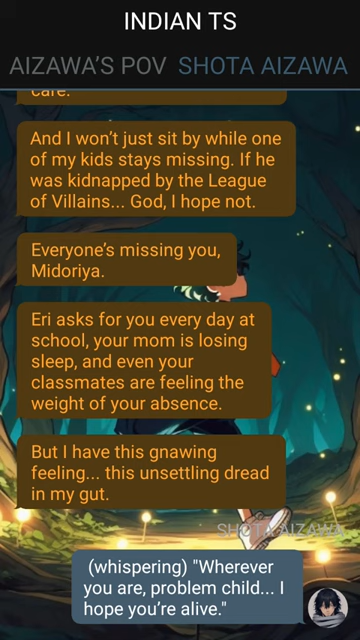 INDIAN TS
AIZAWA’S POV SHOTA AIZAWA
care.
And I won’t just sit by while one
of my kids stays missing. If he
was kidnapped by the League
of Villains... God, I hope not.
Everyone’s missing you,
Midoriya.
Eri asks for you every day at
school, your mom is losing
sleep, and even your
classmates are feeling the
weight of your absence.
But I have this gnawing
feeling... this unsettling dread
in my gut.
SHOTA AIZAWA
(whispering) "Wherever
you are, problem child... I
hope you’re alive."